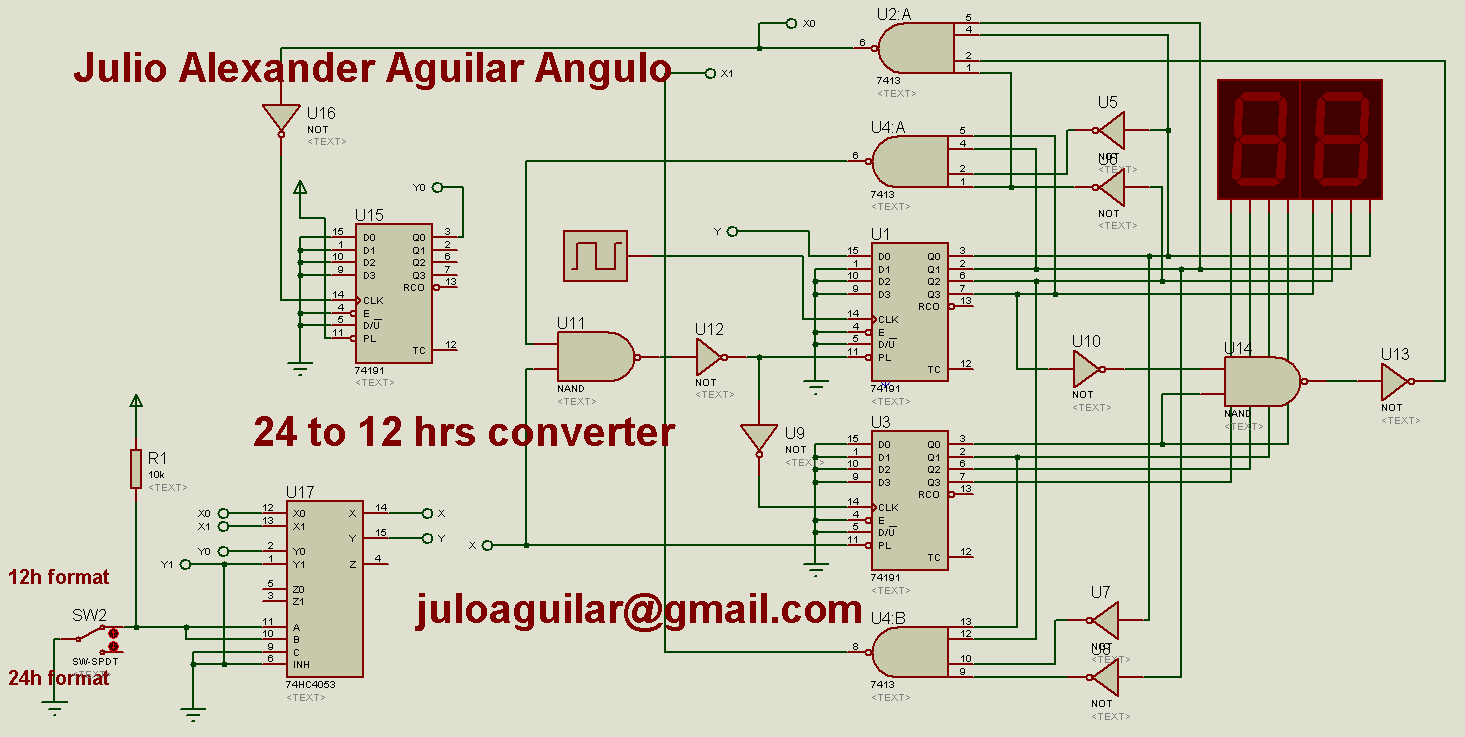 Julio Alexander Aguilar Angulo
X0
X1
U2:A
6
5
4
2
1
7413
<TEXT>
U16
NOT
<TEXT>
U4:A
6
5
4
2
1
7413
<TEXT>
U5
NOT
<TEXT>
U6
NOT
<TEXT>
Y0
U15
15 D0 Q0 3
1 D1 Q1 2
10 D2 Q2 6
9 D3 Q3 7
RCO 13
14 CLK
4 E
5 D/U
11 PL
TC 12
74191
<TEXT>
Y
U1
15 D0 Q0 3
1 D1 Q1 2
10 D2 Q2 6
9 D3 Q3 7
RCO 13
14 CLK
4 E
5 D/U
11 PL
TC 12
74191
<TEXT>
U11
NAND
<TEXT>
U12
NOT
<TEXT>
U10
NOT
<TEXT>
U14
NAND
<TEXT>
U13
NOT
<TEXT>
24 to 12 hrs converter
U9
NOT
<TEXT>
U3
15 D0 Q0 3
1 D1 Q1 2
10 D2 Q2 6
9 D3 Q3 7
RCO 13
14 CLK
4 E
5 D/U
11 PL
TC 12
74191
<TEXT>
R1
10k
<TEXT>
U17
X0 12 X0 X 14 X
X1 13 X1
Y 15 Y
Y0 2 Y0
Y1 1 Y1 Z 4
5 Z0
3 Z1
11 A
10 B
9 C
6 INH
74HC4053
<TEXT>
X
12h format
SW2
SW-SPDT
<TEXT>
24h format
juloaguilar@gmail.com
U4:B
8
13
12
10
9
7413
<TEXT>
U7
NOT
<TEXT>
U8
NOT
<TEXT>